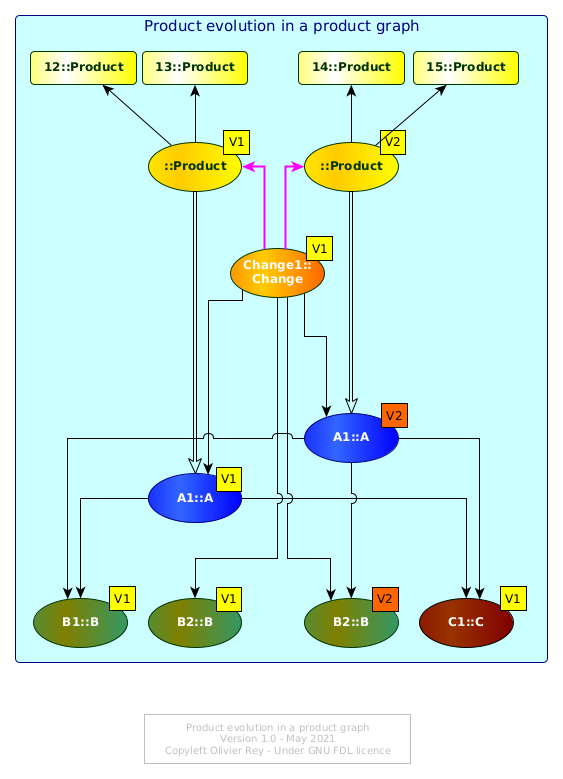 Product evolution in a product graph
12::Product
13::Product
14::Product
15::Product
V1
::Product
V2
::Product
V1
Change1::
Change
V2
A1::A
V1
A1::A
V1
B1::B
V1
B2::B
V2
B2::B
V1
C1::C
Product evolution in a product graph
Version 1.0 - May 2021
Copyleft Olivier Rey - Under GNU FDL licence